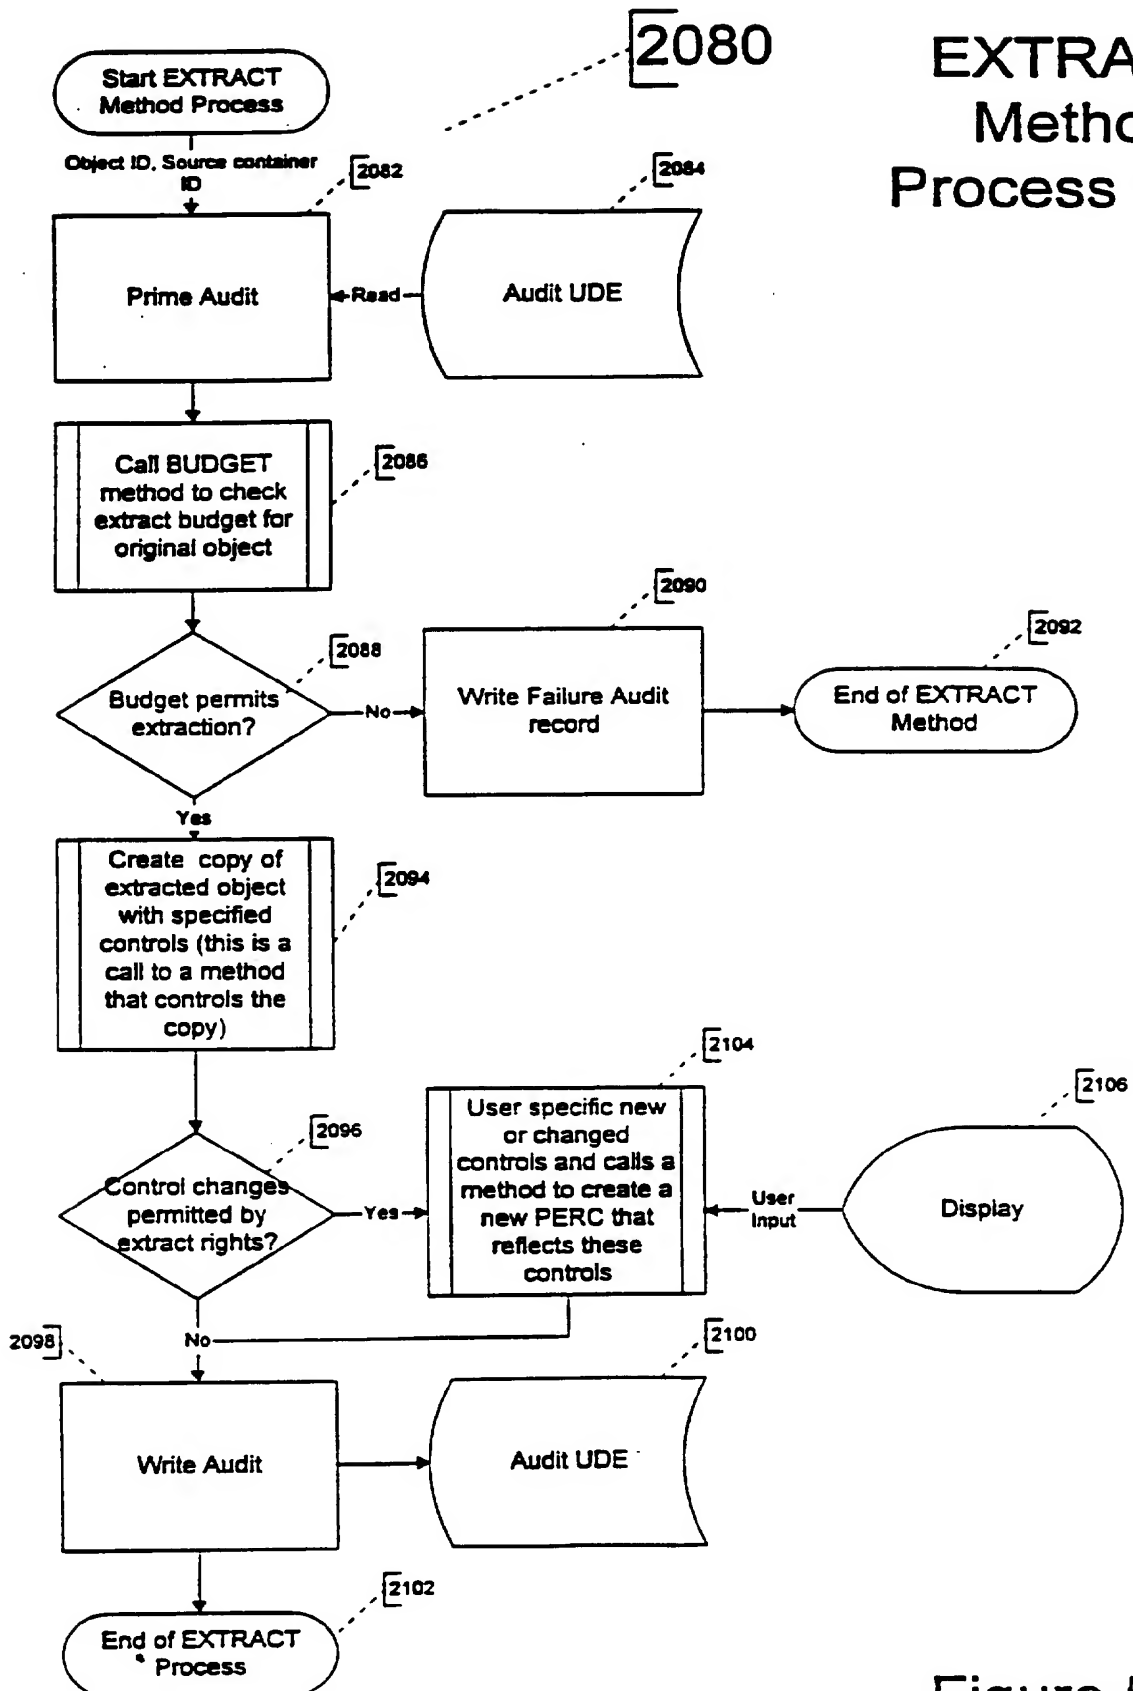 2080
EXTRA
Metho
Process
Start EXTRACT
Method Process
Object ID, Source container
ID
2082
2084
Prime Audit
Read
Audit UDE
Call BUDGET
method to check
extract budget for
original object
2086
2088
Budget permits
extraction?
No
2090
Write Failure Audit
record
2092
End of EXTRACT
Method
Yes
Create copy of
extracted object
with specified
controls (this is a
call to a method
that controls the
copy)
2094
2096
Control changes
permitted by
extract rights?
Yes
2104
User specific new
or changed
controls and calls a
method to create a
new PERC that
reflects these
controls
User
Input
2106
Display
No
2098
Write Audit
2100
Audit UDE
2102
End of EXTRACT
Process
Figure